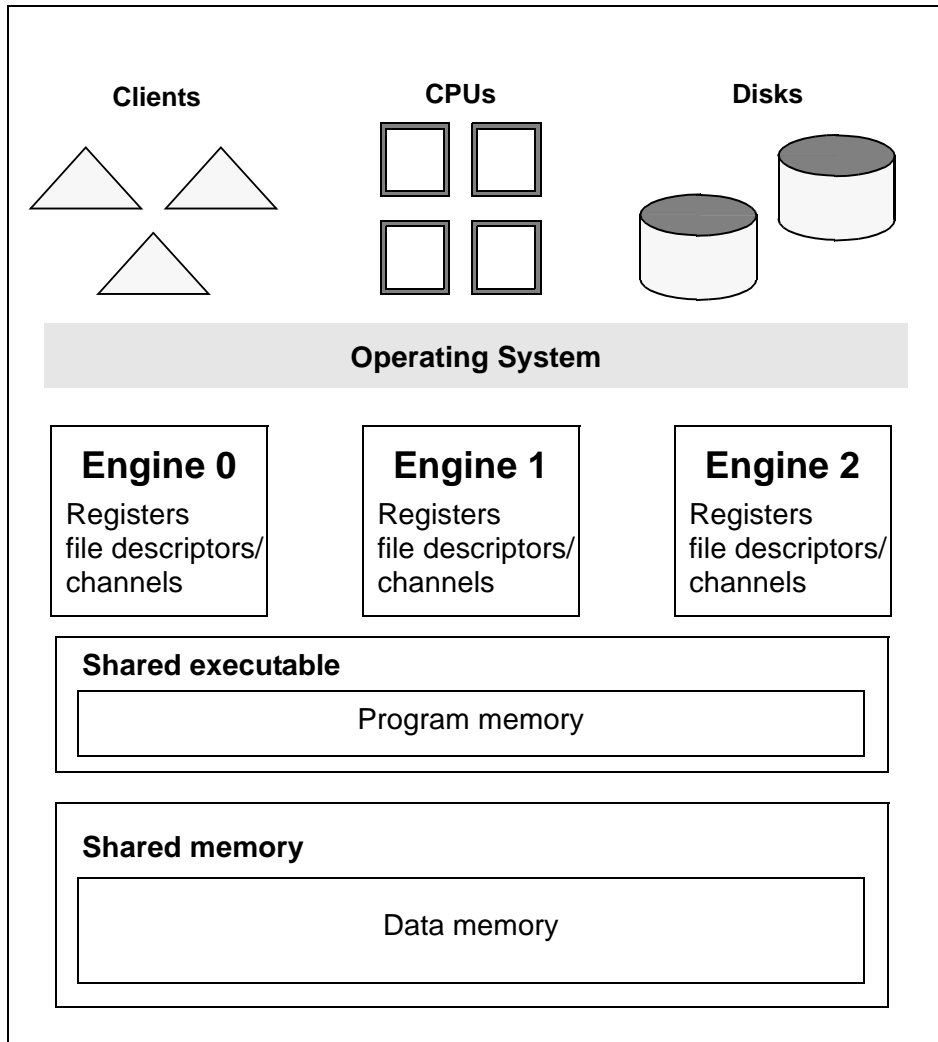 Clients
CPUs
Disks
Operating System
Engine 0
Registers
file descriptors/
channels
Engine 1
Registers
file descriptors/
channels
Engine 2
Registers
file descriptors/
channels
Shared executable
Program memory
Shared memory
Data memory